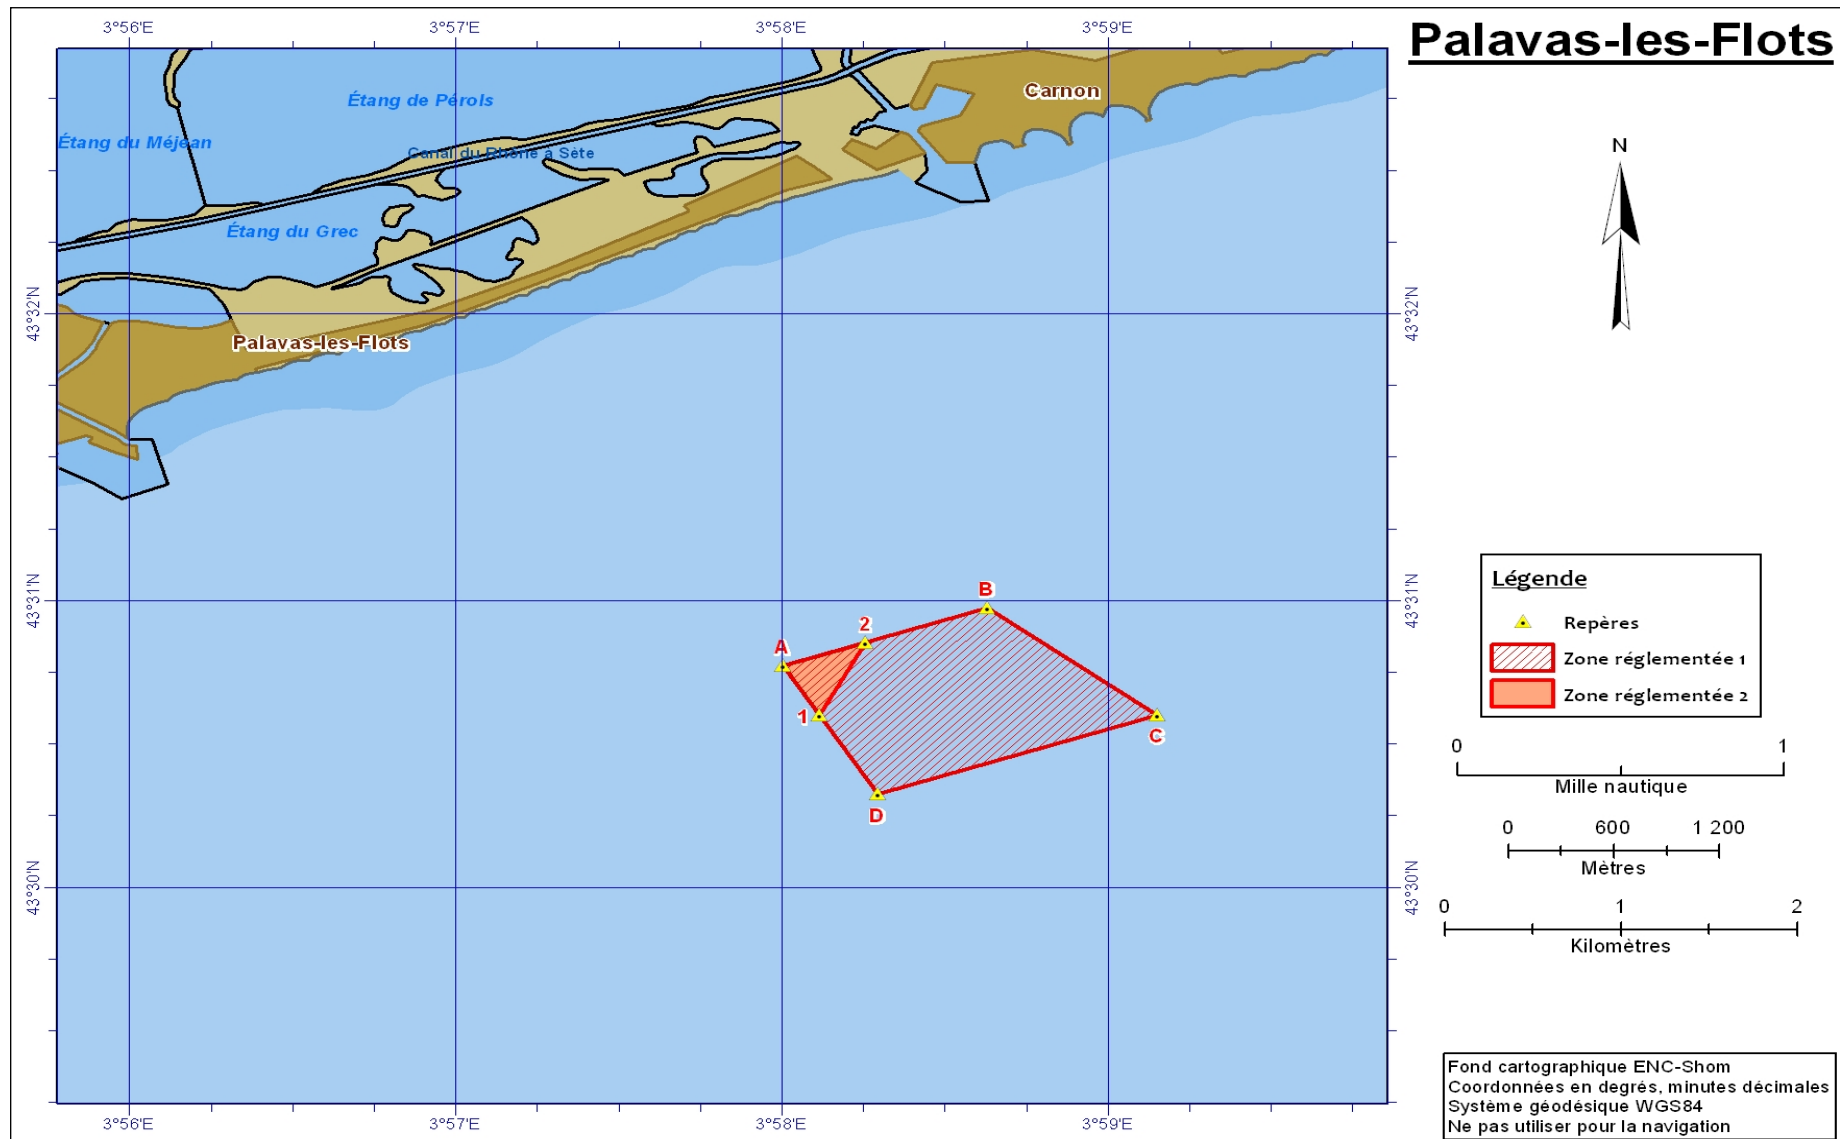 3°56'E 3°57'E 3°58'E 3°59'E
Palavas-les-Flots
Étang de Pérols
Carnon
Étang du Méjean
Canal du Rhône à Sète
N
Étang du Grec
43°32'N 43°32'N
Palavas-les-Flots
43°31'N 43°31'N
B
2
A
1
C
D
Légende
Repères
Zone réglementée 1
Zone réglementée 2
0 1
Mille nautique
0 600 1 200
Mètres
43°30'N 43°30'N
0 1 2
Kilomètres
Fond cartographique ENC-Shom
Coordonnées en degrés, minutes décimales
Système géodésique WGS84
Ne pas utiliser pour la navigation
3°56'E 3°57'E 3°58'E 3°59'E